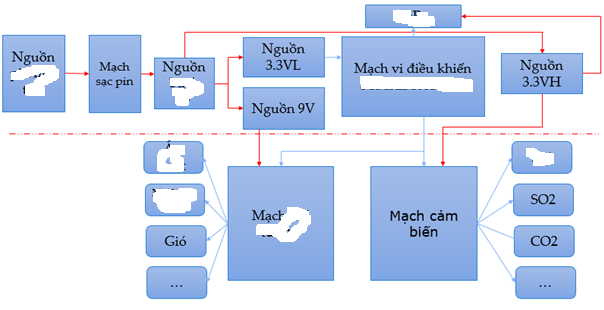 Nguồn
Mạch
sạc pin
Nguồn
Nguồn
3.3VL
Nguồn 9V
Mạch vi điều khiến
Nguồn
3.3VH
Gió
...
Mạch
Mạch cảm
biến
SO2
CO2
...